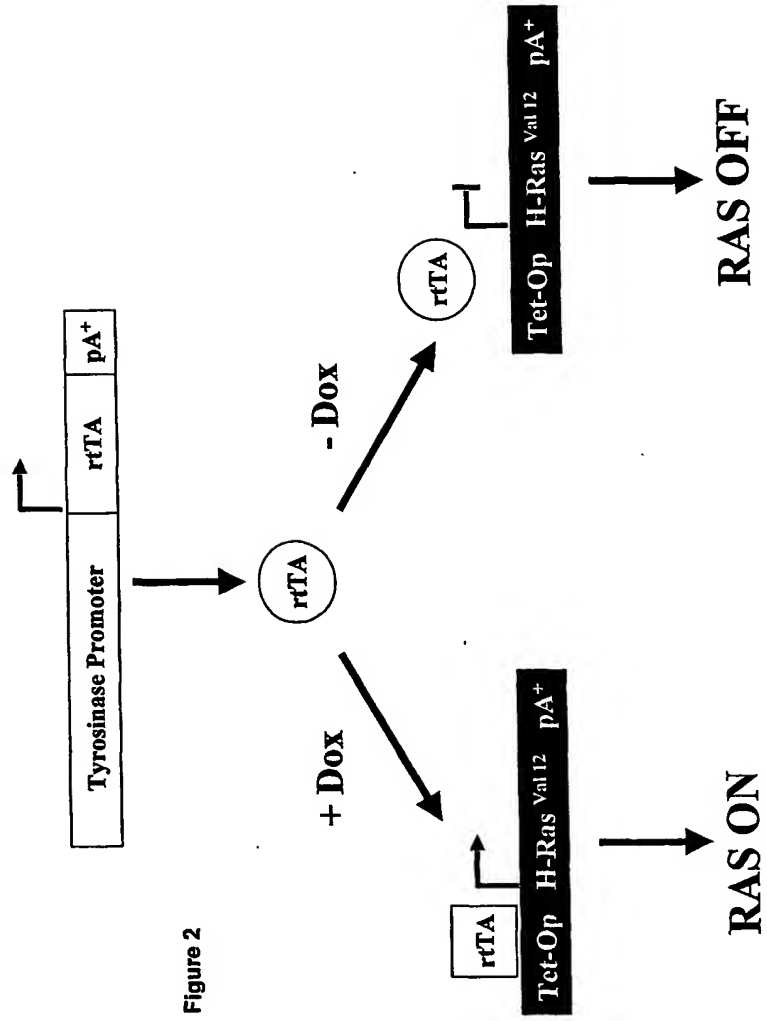 Figure 2
Tyrosinase Promoter rtTA pA⁺
rtTA
+ Dox
- Dox
rtTA
rtTA
Tet-Op H-Ras Val 12 pA⁺
Tet-Op H-Ras Val 12 pA⁺
RAS ON
RAS OFF